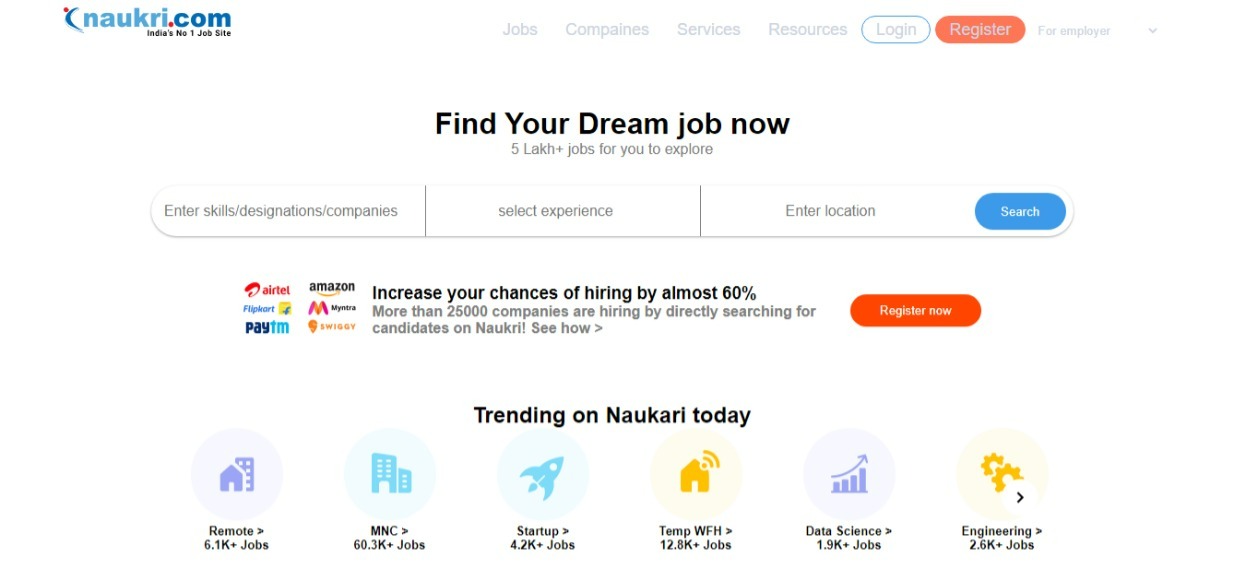 naukri.com
India's No 1 Job Site
Jobs Compaines Services Resources Login Register For employer
Find Your Dream job now
5 Lakh+ jobs for you to explore
Enter skills/designations/companies select experience Enter location Search
airtel amazon
Flipkart Myntra
paytm SWIGGY
Increase your chances of hiring by almost 60%
More than 25000 companies are hiring by directly searching for
candidates on Naukri! See how >
Register now
Trending on Naukari today
Remote > MNC > Startup > Temp WFH > Data Science > Engineering >
6.1K+ Jobs 60.3K+ Jobs 4.2K+ Jobs 12.8K+ Jobs 1.9K+ Jobs 2.6K+ Jobs